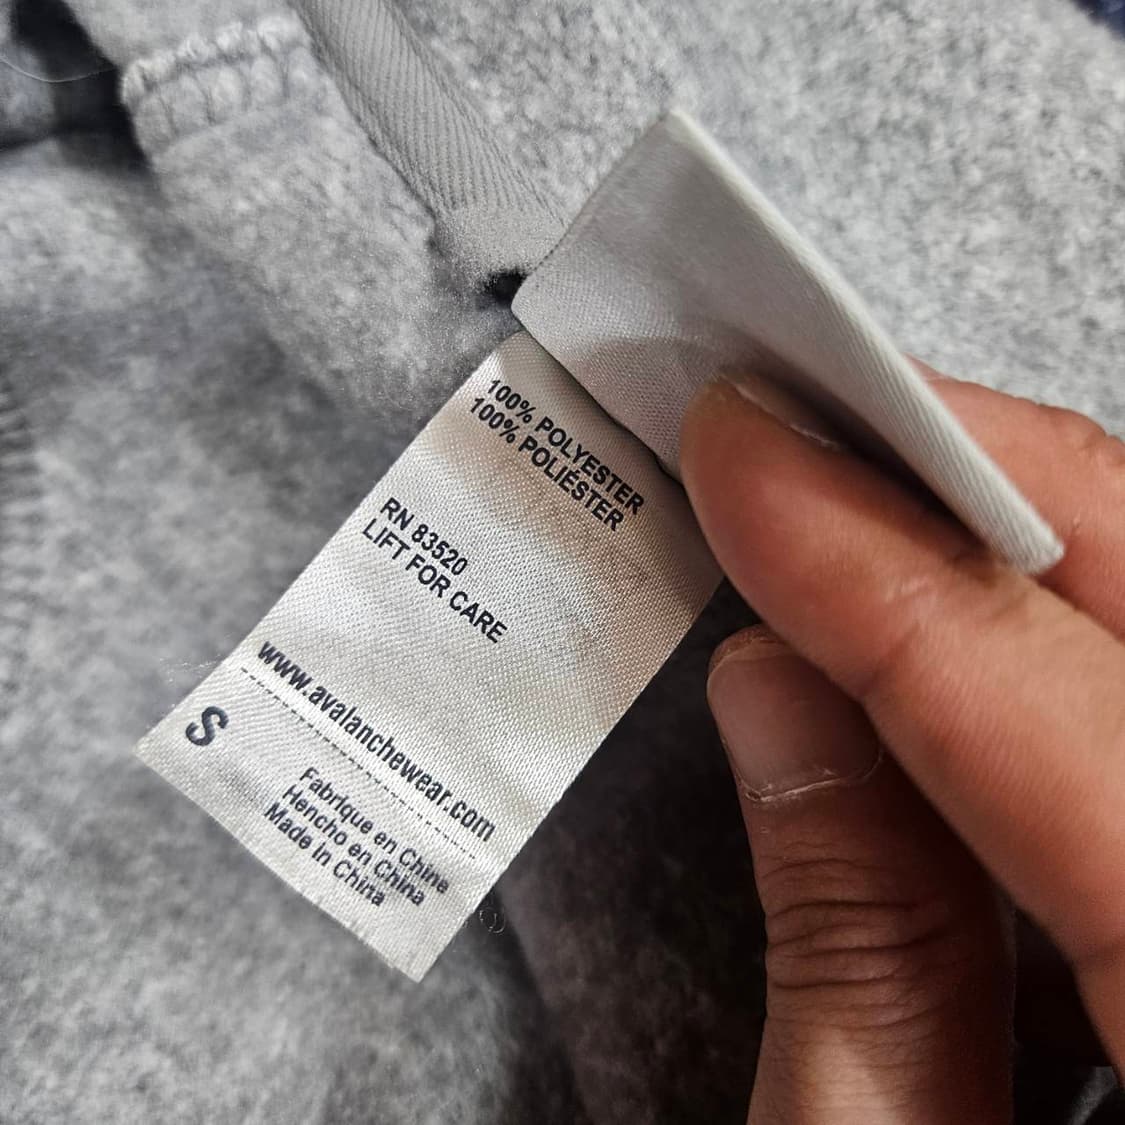 100% POLYESTER
100% POLIÉSTER
RN 83520
LIFT FOR CARE
www.avalanchewear.com
S
Fabrique en Chine
Hencho en China
Made in China